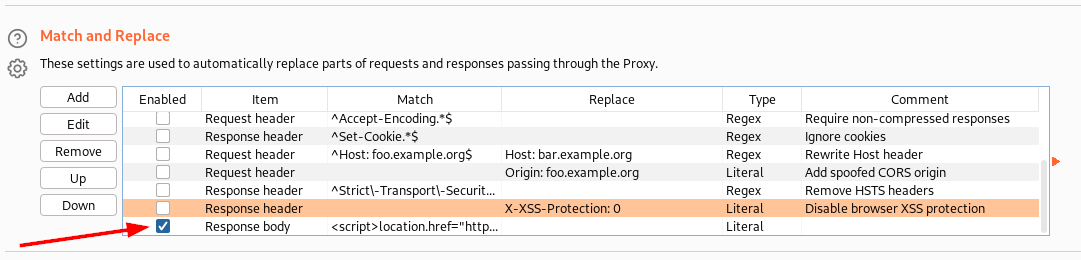 Match and Replace
These settings are used to automatically replace parts of requests and responses passing through the Proxy.
Add
Edit
Remove
Up
Down
Enabled Item Match Replace Type Comment
Request header ^Accept-Encoding.*$ Regex Require non-compressed responses
Response header ^Set-Cookie.*$ Regex Ignore cookies
Request header ^Host: foo.example.org$ Host: bar.example.org Regex Rewrite Host header
Request header Origin: foo.example.org Literal Add spoofed CORS origin
Response header ^Strict\-Transport\-Securit... Regex Remove HSTS headers
Response header X-XSS-Protection: 0 Literal Disable browser XSS protection
Response body <script>location.href="http... Literal